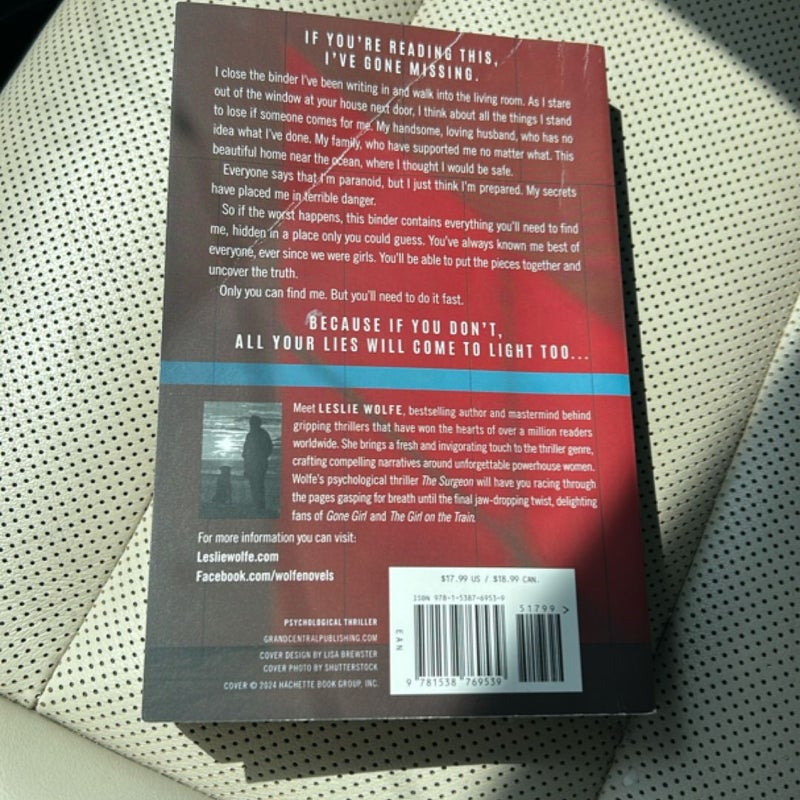 IF YOU'RE READING THIS,
I'VE GONE MISSING.
I close the binder I've been writing in and walk into the living room. As I stare
out of the window at your house next door, I think about all the things I stand
to lose if someone comes for me. My handsome, loving husband, who has no
idea what I've done. My family, who have supported me no matter what. This
beautiful home near the ocean, where I thought I would be safe.
Everyone says that I'm paranoid, but I just think I'm prepared. My secrets
have placed me in terrible danger.
So if the worst happens, this binder contains everything you'll need to find
me, hidden in a place only you could guess. You've always known me best of
everyone, ever since we were girls. You'll be able to put the pieces together and
uncover the truth.
Only you can find me. But you'll need to do it fast.
BECAUSE IF YOU DON'T,
ALL YOUR LIES WILL COME TO LIGHT TOO...
Meet LESLIE WOLFE, bestselling author and mastermind behind
gripping thrillers that have won the hearts of over a million readers
worldwide. She brings a fresh and invigorating touch to the thriller genre,
crafting compelling narratives around unforgettable powerhouse women.
Wolfe's psychological thriller The Surgeon will have you racing through
the pages gasping for breath until the final jaw-dropping twist, delighting
fans of Gone Girl and The Girl on the Train.
For more information you can visit:
Lesliewolfe.com
Facebook.com/wolfenovels
PSYCHOLOGICAL THRILLER
GRANDCENTRALPUBLISHING.COM
COVER DESIGN BY LISA BREWSTER
COVER PHOTO BY SHUTTERSTOCK
COVER © 2024 HACHETTE BOOK GROUP, INC.
$17.99 US / $18.99 CAN.
ISBN 978-1-5387-6953-9
51799 >
EAN
9 781538 769539